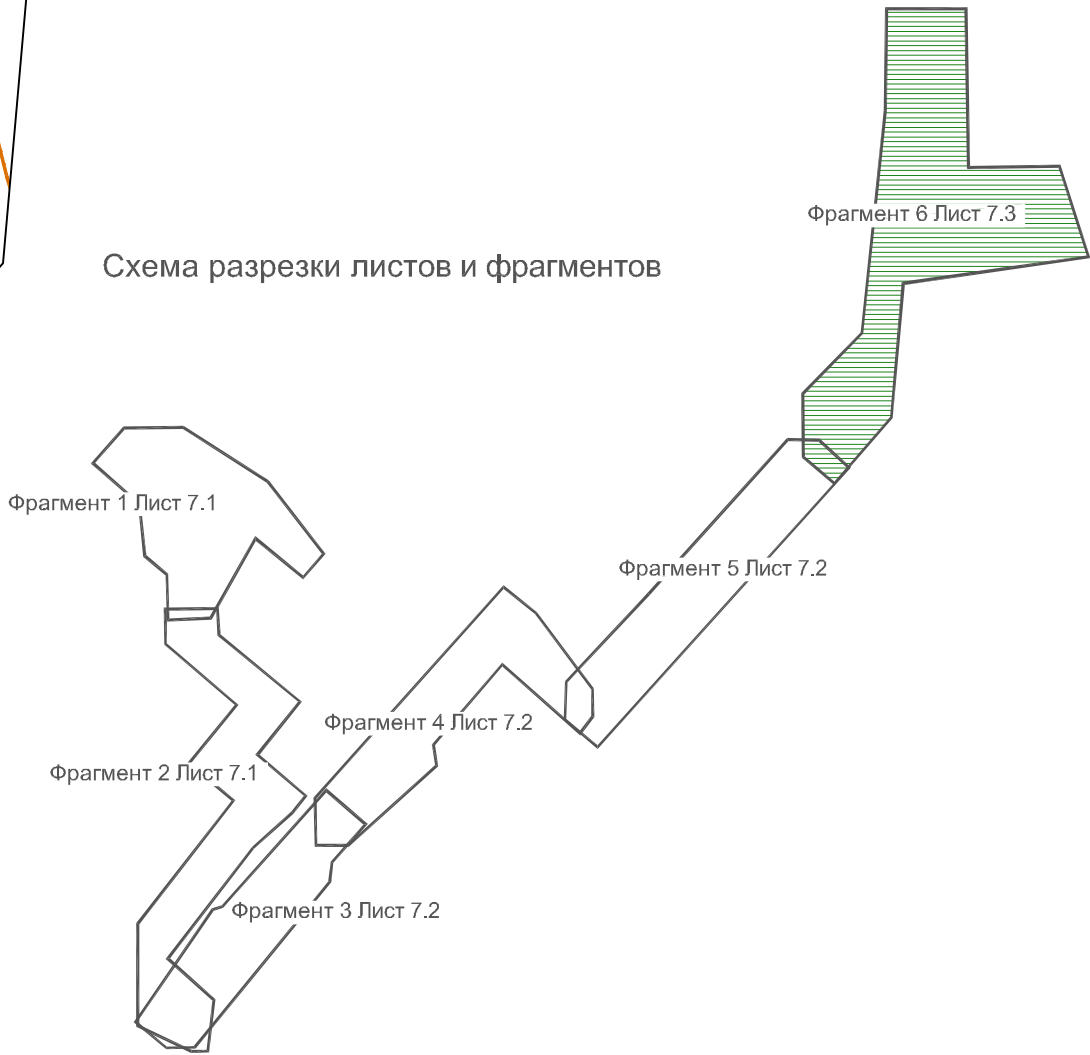 Фрагмент 6 Лист 7.3
Схема разрезки листов и фрагментов
Фрагмент 1 Лист 7.1
Фрагмент 5 Лист 7.2
Фрагмент 4 Лист 7.2
Фрагмент 2 Лист 7.1
Фрагмент 3 Лист 7.2